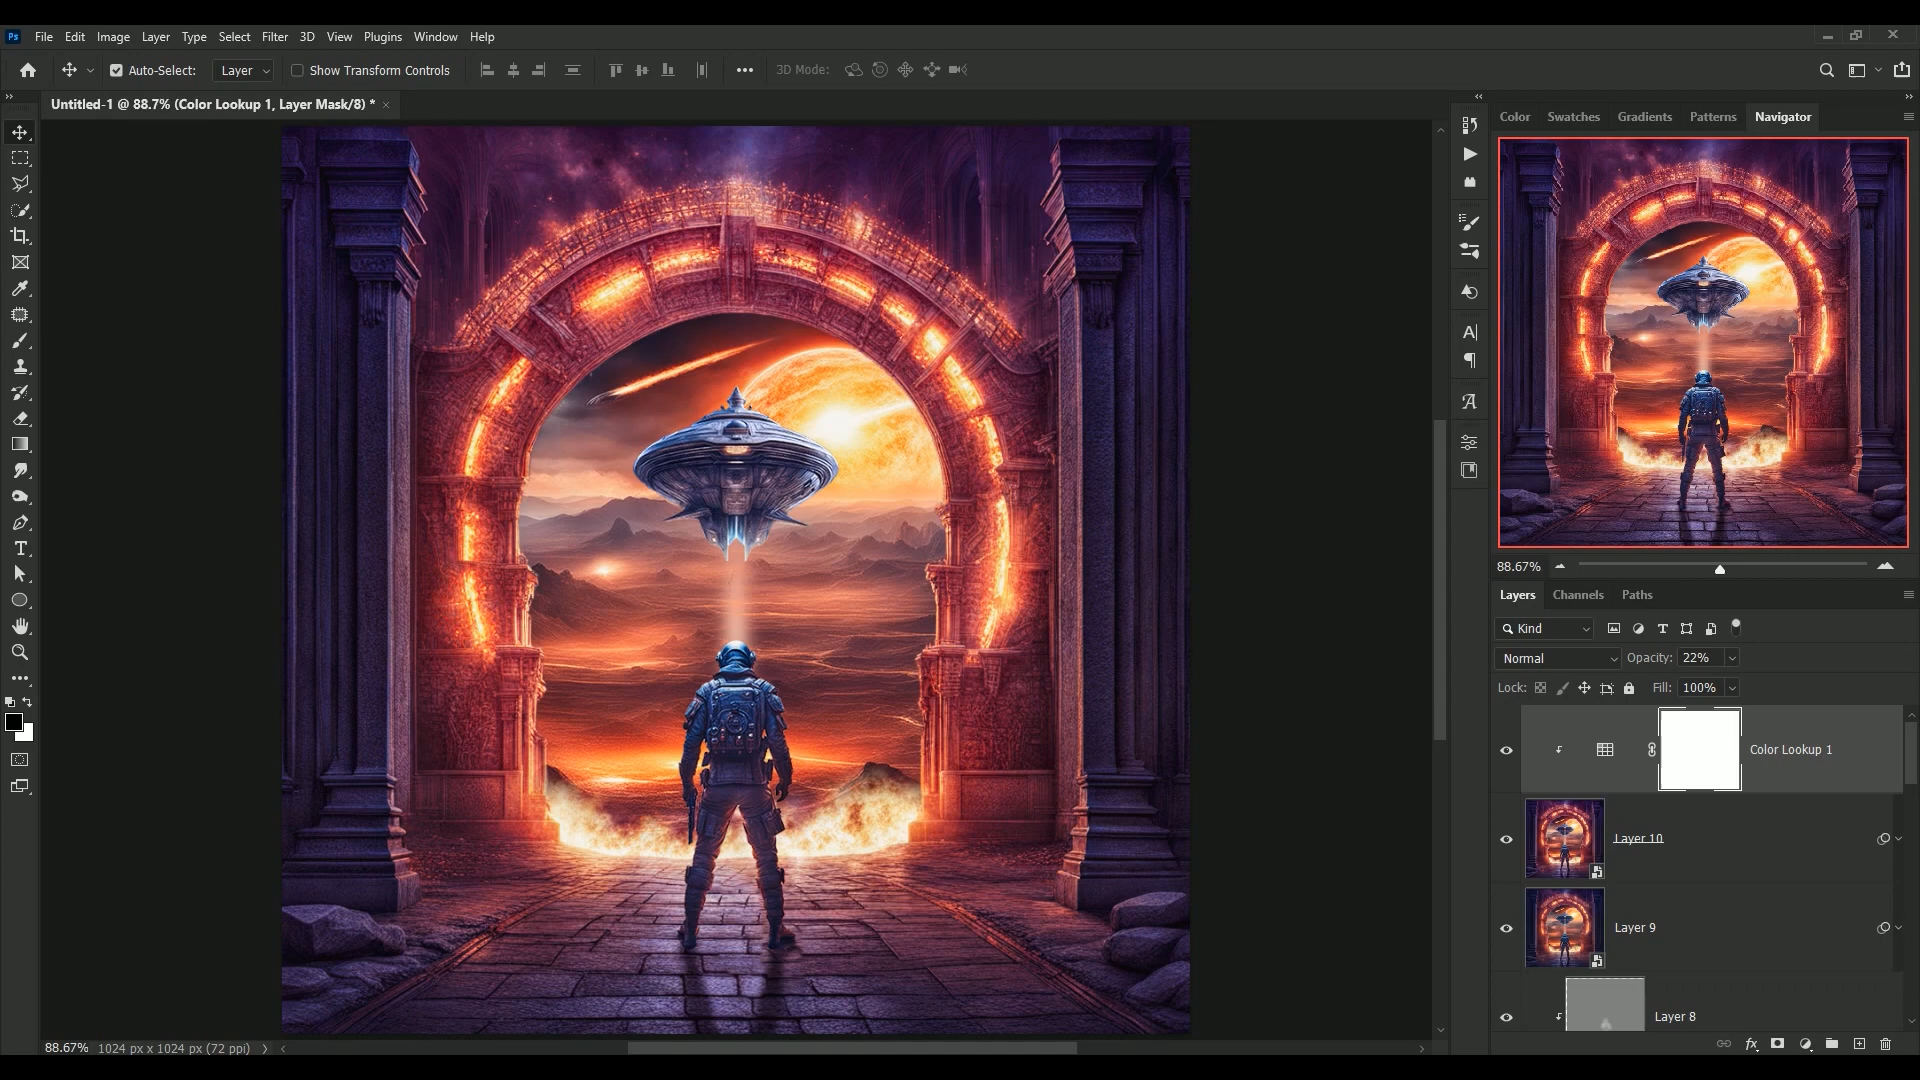 Ps File Edit Image Layer Type Select Filter 3D View Plugins Window Help
Auto-Select: Layer Show Transform Controls 3D Mode:
Untitled-1 @ 88.7% (Color Lookup 1, Layer Mask/8) *
Color Swatches Gradients Patterns Navigator
88.67%
Layers Channels Paths
Kind
Normal Opacity: 22%
Lock: Fill: 100%
Color Lookup 1
Layer 10
Layer 9
Layer 8
fx
88.67% 1024 px x 1024 px (72 ppi)